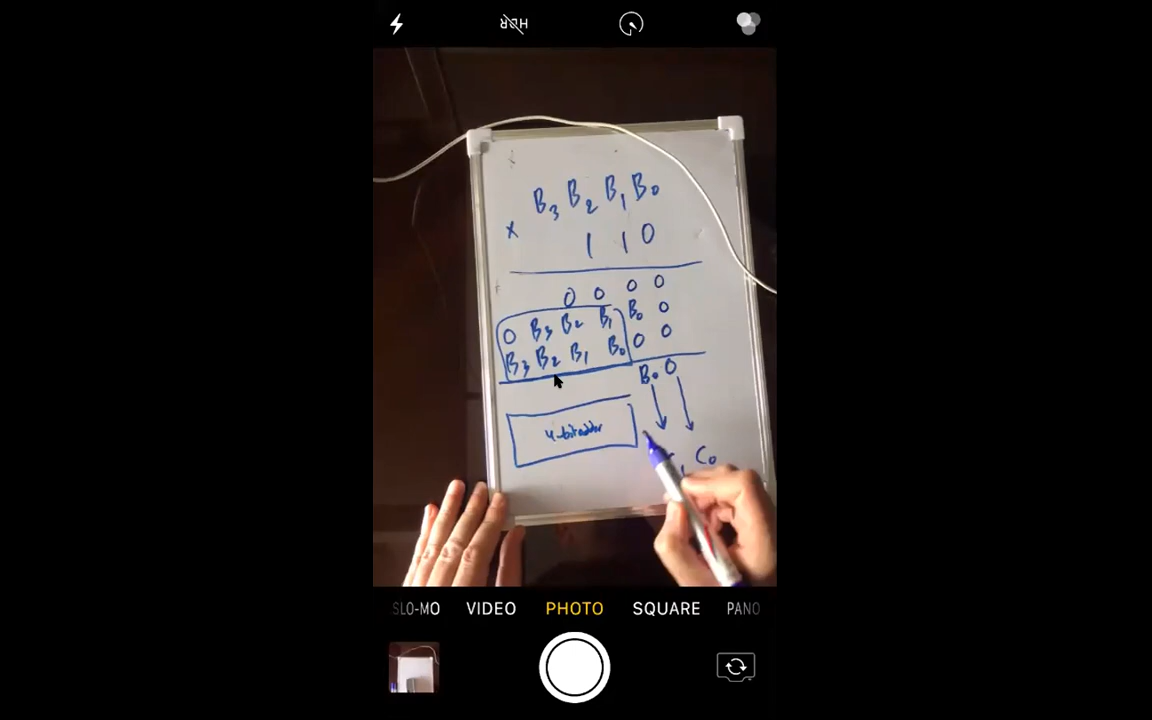 HDR
B3 B2 B1 B0
x 1 1 0
0 0 0 0
0 B3 B2 B1 B0 0
B3 B2 B1 B0 0 0
B0 0
4-bit adder
C0
SLO-MO VIDEO PHOTO SQUARE PANO